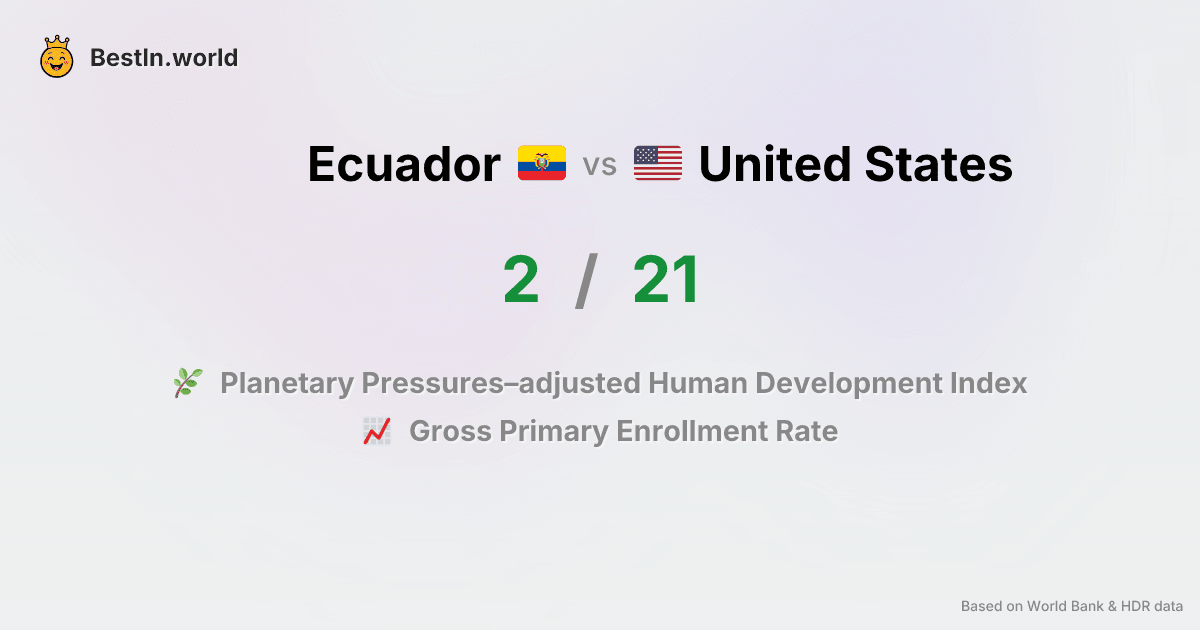 BestIn.world
Ecuador vs United States
2 / 21
Planetary Pressures–adjusted Human Development Index
Gross Primary Enrollment Rate
Based on World Bank & HDR data